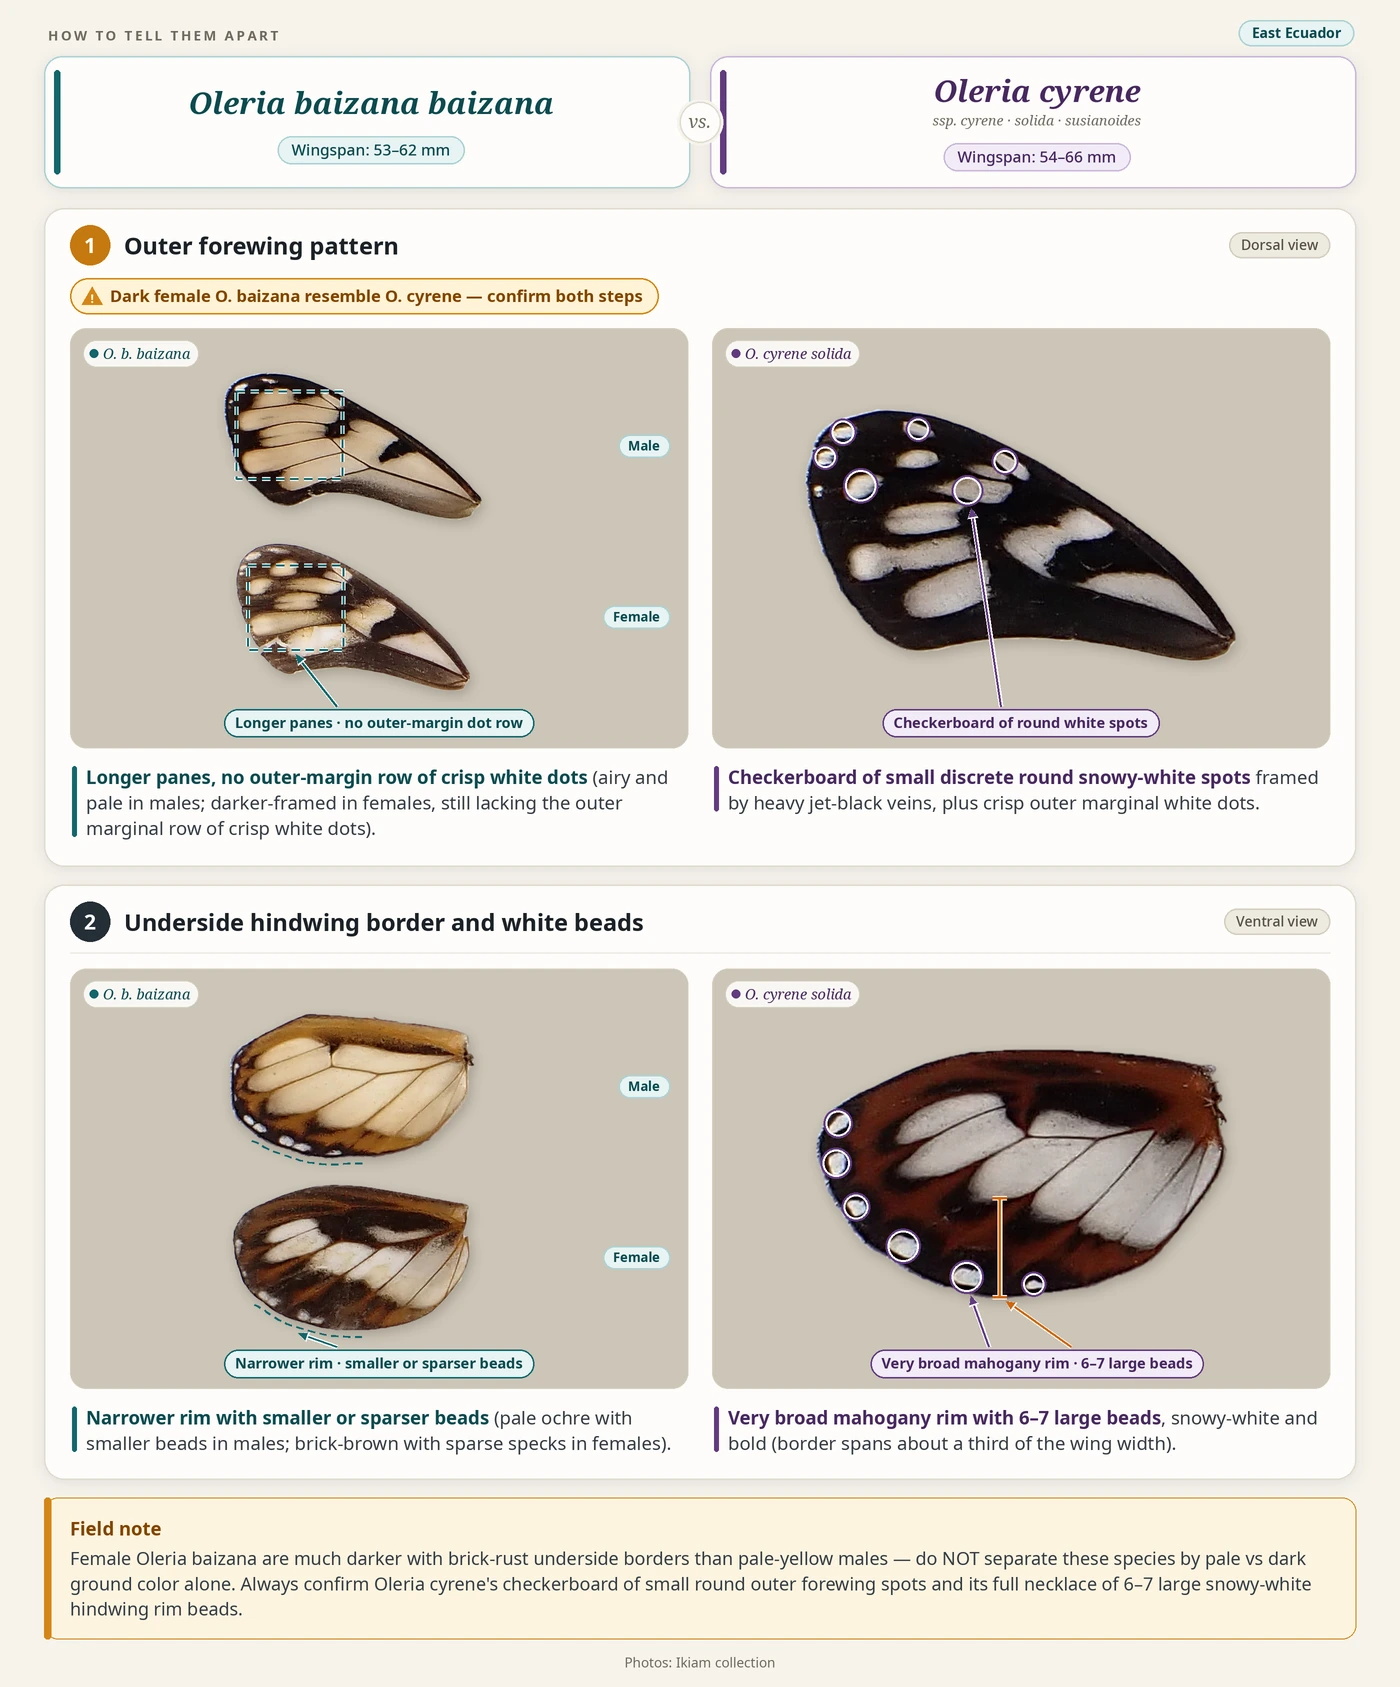 HOW TO TELL THEM APART
East Ecuador
Oleria baizana baizana
Wingspan: 53–62 mm
vs.
Oleria cyrene
ssp. cyrene · solida · susianoides
Wingspan: 54–66 mm
1 Outer forewing pattern
Dorsal view
Dark female O. baizana resemble O. cyrene — confirm both steps
O. b. baizana
Male
Female
Longer panes · no outer-margin dot row
O. cyrene solida
Checkerboard of round white spots
Longer panes, no outer-margin row of crisp white dots (airy and
pale in males; darker-framed in females, still lacking the outer
marginal row of crisp white dots).
Checkerboard of small discrete round snowy-white spots framed
by heavy jet-black veins, plus crisp outer marginal white dots.
2 Underside hindwing border and white beads
Ventral view
O. b. baizana
Male
Female
Narrower rim · smaller or sparser beads
O. cyrene solida
Very broad mahogany rim · 6–7 large beads
Narrower rim with smaller or sparser beads (pale ochre with
smaller beads in males; brick-brown with sparse specks in females).
Very broad mahogany rim with 6–7 large beads, snowy-white and
bold (border spans about a third of the wing width).
Field note
Female Oleria baizana are much darker with brick-rust underside borders than pale-yellow males — do NOT separate these species by pale vs dark
ground color alone. Always confirm Oleria cyrene's checkerboard of small round outer forewing spots and its full necklace of 6–7 large snowy-white
hindwing rim beads.
Photos: Ikiam collection